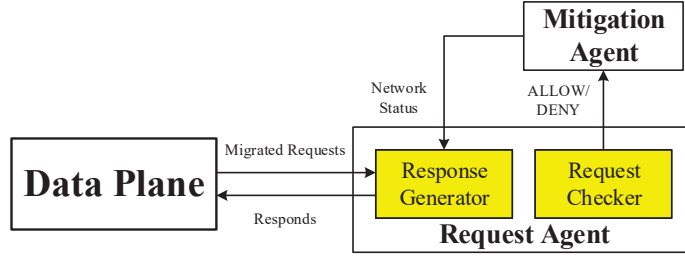 Mitigation
Agent
Network
Status
ALLOW/
DENY
Migrated Requests
Data Plane
Responds
Response
Generator
Request
Checker
Request Agent